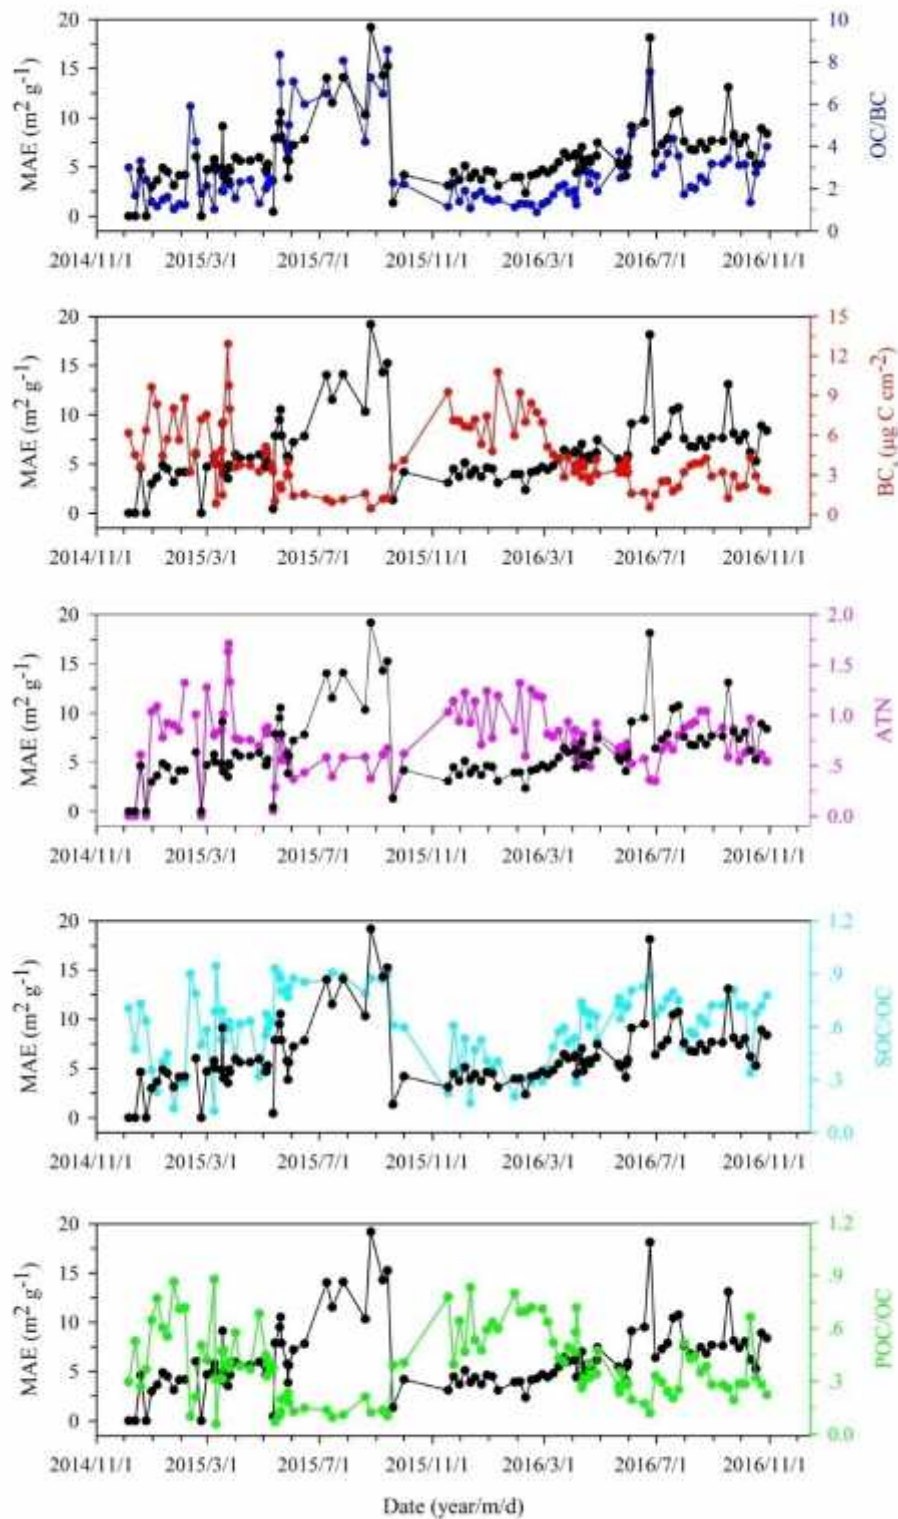 20 10
15 8
MAE (m² g⁻¹) 10 6 OC/BC
5 4
0 2
0
2014/11/1 2015/3/1 2015/7/1 2015/11/1 2016/3/1 2016/7/1 2016/11/1
20 15
15 12
MAE (m² g⁻¹) 10 9 BCs (µg C cm⁻²)
5 6
0 3
0
2014/11/1 2015/3/1 2015/7/1 2015/11/1 2016/3/1 2016/7/1 2016/11/1
20 2.0
15 1.5
MAE (m² g⁻¹) 10 1.0 ATN
5 .5
0 0.0
2014/11/1 2015/3/1 2015/7/1 2015/11/1 2016/3/1 2016/7/1 2016/11/1
20 1.2
15 .9
MAE (m² g⁻¹) 10 .6 SOC/OC
5 .3
0 0.0
2014/11/1 2015/3/1 2015/7/1 2015/11/1 2016/3/1 2016/7/1 2016/11/1
20 1.2
15 .9
MAE (m² g⁻¹) 10 .6 POC/OC
5 .3
0 0.0
2014/11/1 2015/3/1 2015/7/1 2015/11/1 2016/3/1 2016/7/1 2016/11/1
Date (year/m/d)